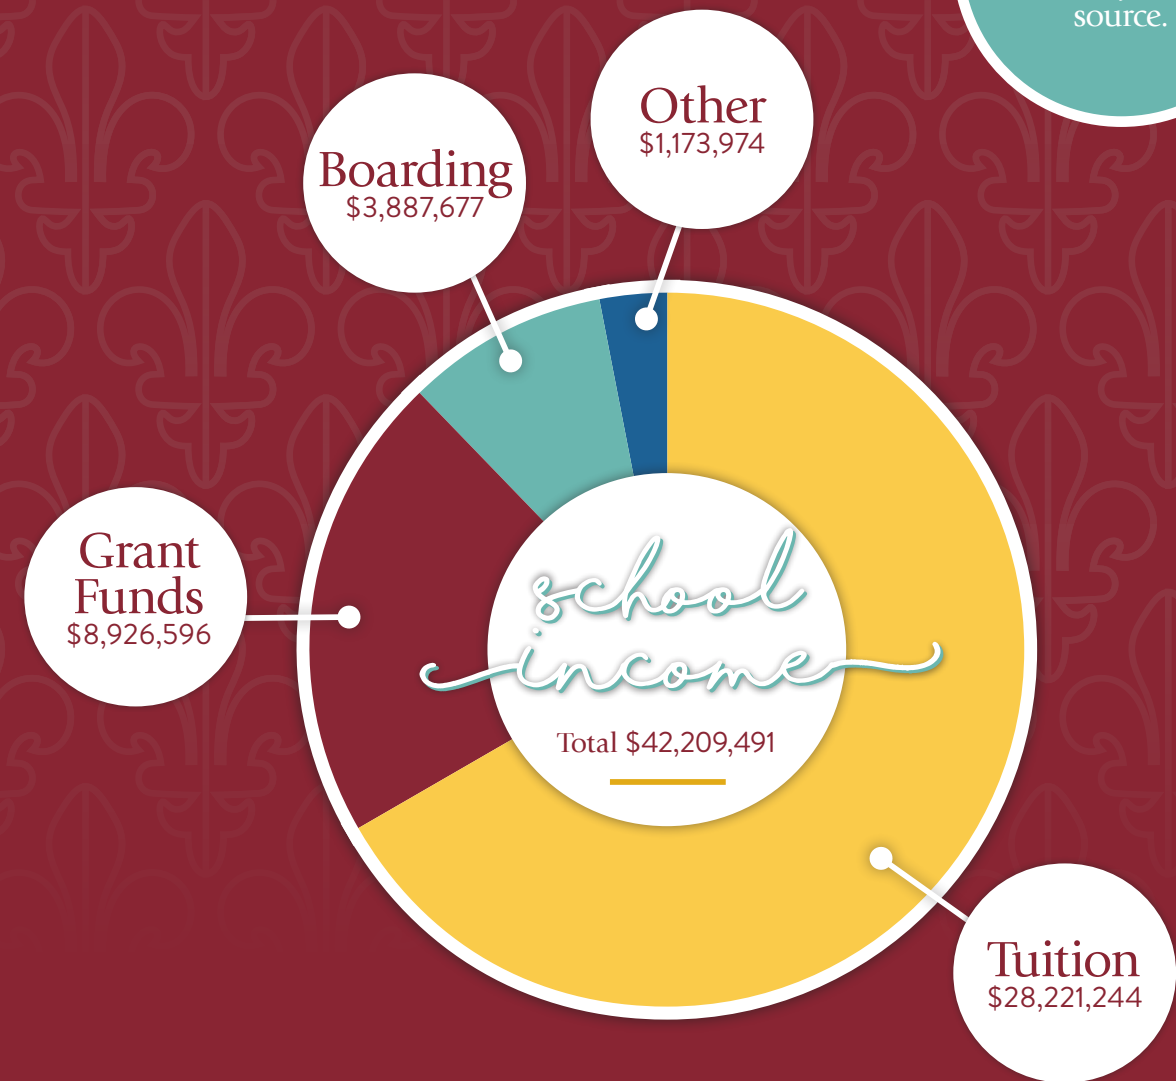 source.
Other
$1,173,974
Boarding
$3,887,677
Grant
Funds
$8,926,596
school
income
Total $42,209,491
Tuition
$28,221,244